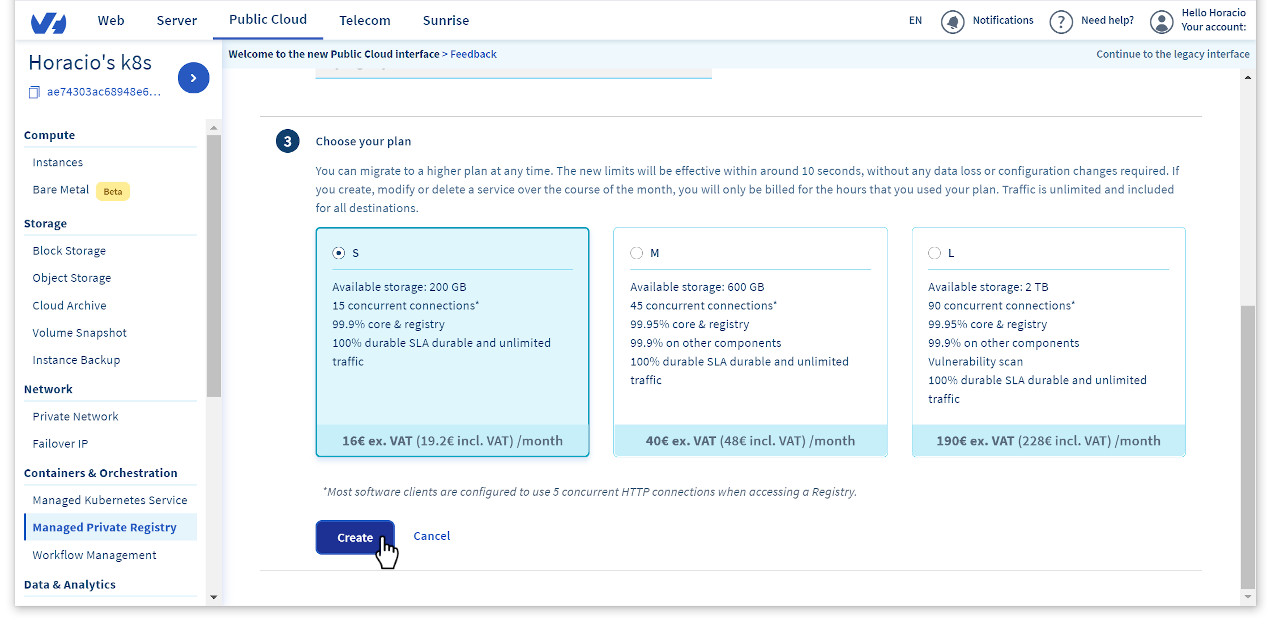 Web Server Public Cloud Telecom Sunrise EN Notifications ? Need help? Hello Horacio
Your account:
Horacio's k8s
ae74303ac68948e6...
Welcome to the new Public Cloud interface > Feedback
Continue to the legacy interface
Compute
Instances
Bare Metal Beta
Storage
Block Storage
Object Storage
Cloud Archive
Volume Snapshot
Instance Backup
Network
Private Network
Failover IP
Containers & Orchestration
Managed Kubernetes Service
Managed Private Registry
Workflow Management
Data & Analytics
3 Choose your plan
You can migrate to a higher plan at any time. The new limits will be effective within around 10 seconds, without any data loss or configuration changes required. If
you create, modify or delete a service over the course of the month, you will only be billed for the hours that you used your plan. Traffic is unlimited and included
for all destinations.
S
Available storage: 200 GB
15 concurrent connections*
99.9% core & registry
100% durable SLA durable and unlimited
traffic
16€ ex. VAT (19.2€ incl. VAT) /month
M
Available storage: 600 GB
45 concurrent connections*
99.95% core & registry
99.9% on other components
100% durable SLA durable and unlimited
traffic
40€ ex. VAT (48€ incl. VAT) /month
L
Available storage: 2 TB
90 concurrent connections*
99.95% core & registry
99.9% on other components
Vulnerability scan
100% durable SLA durable and unlimited
traffic
190€ ex. VAT (228€ incl. VAT) /month
*Most software clients are configured to use 5 concurrent HTTP connections when accessing a Registry.
Create Cancel